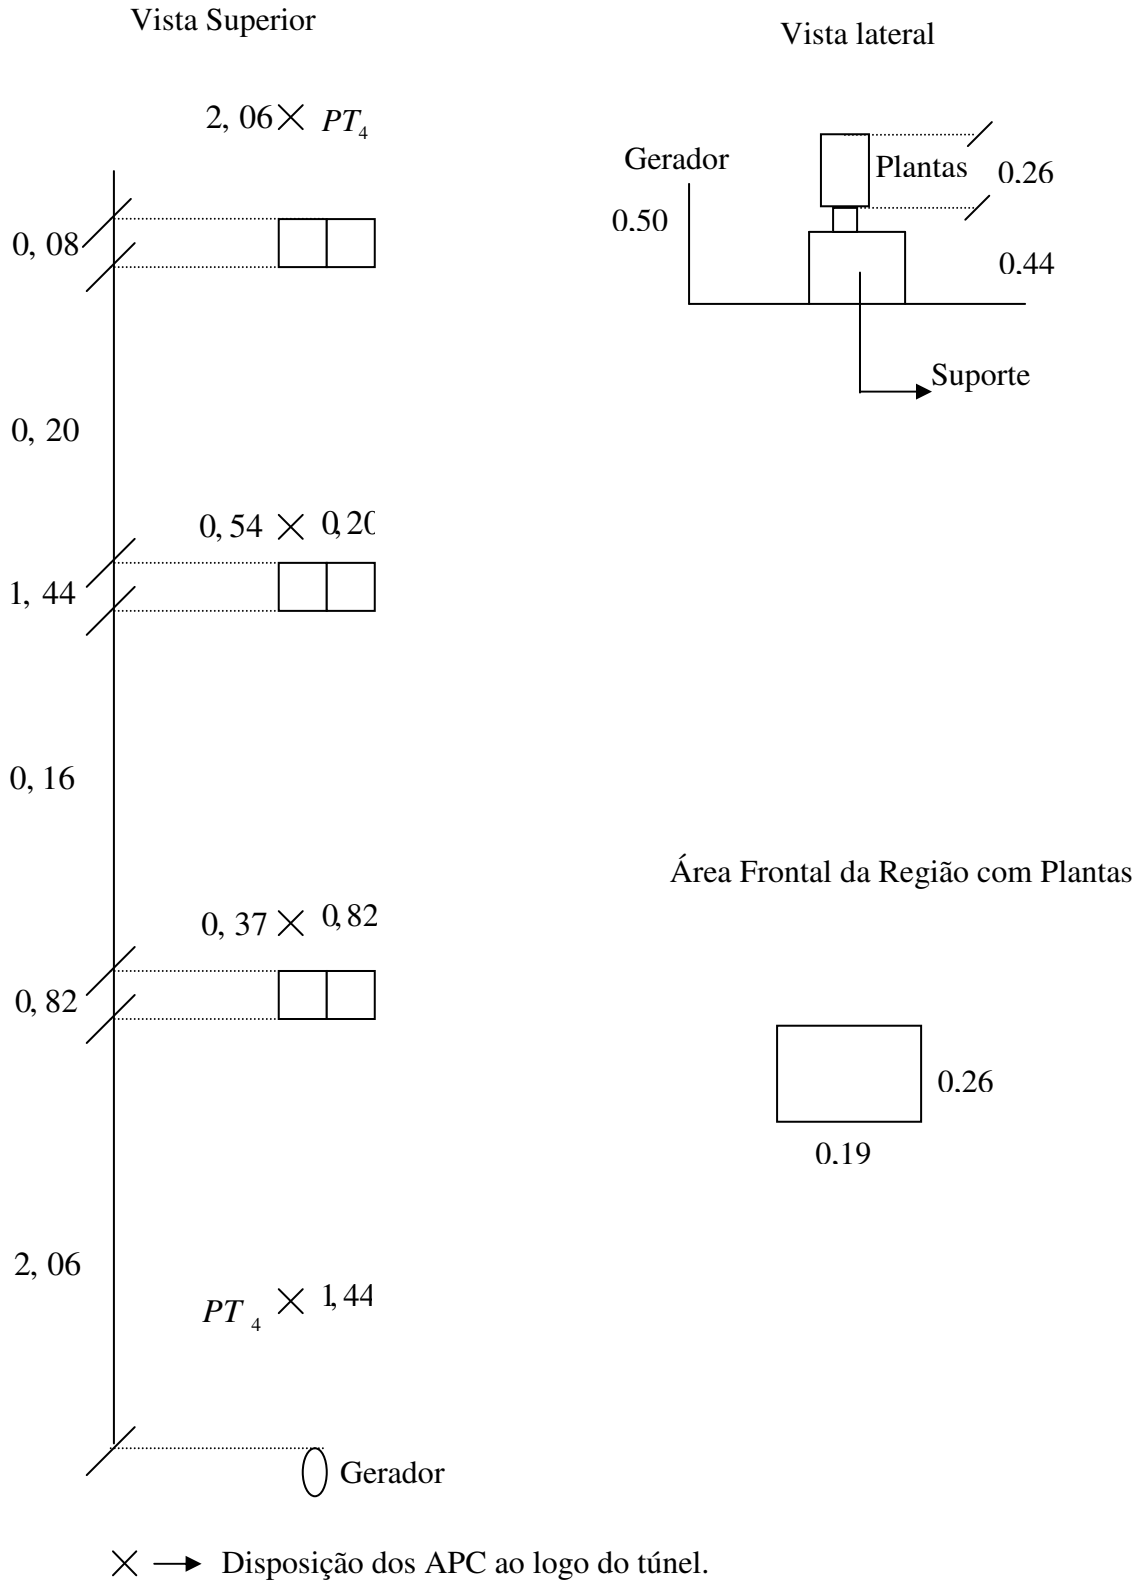 Vista Superior
2, 06 × PT₄
0, 08
0, 20
0, 54 × 0, 20
1, 44
0, 16
0, 37 × 0, 82
0, 82
2, 06
PT ₄ × 1, 44
Gerador
× → Disposição dos APC ao logo do túnel.
Vista lateral
Gerador
0,50
Plantas
0,26
0,44
Suporte
Área Frontal da Região com Plantas
0,26
0,19